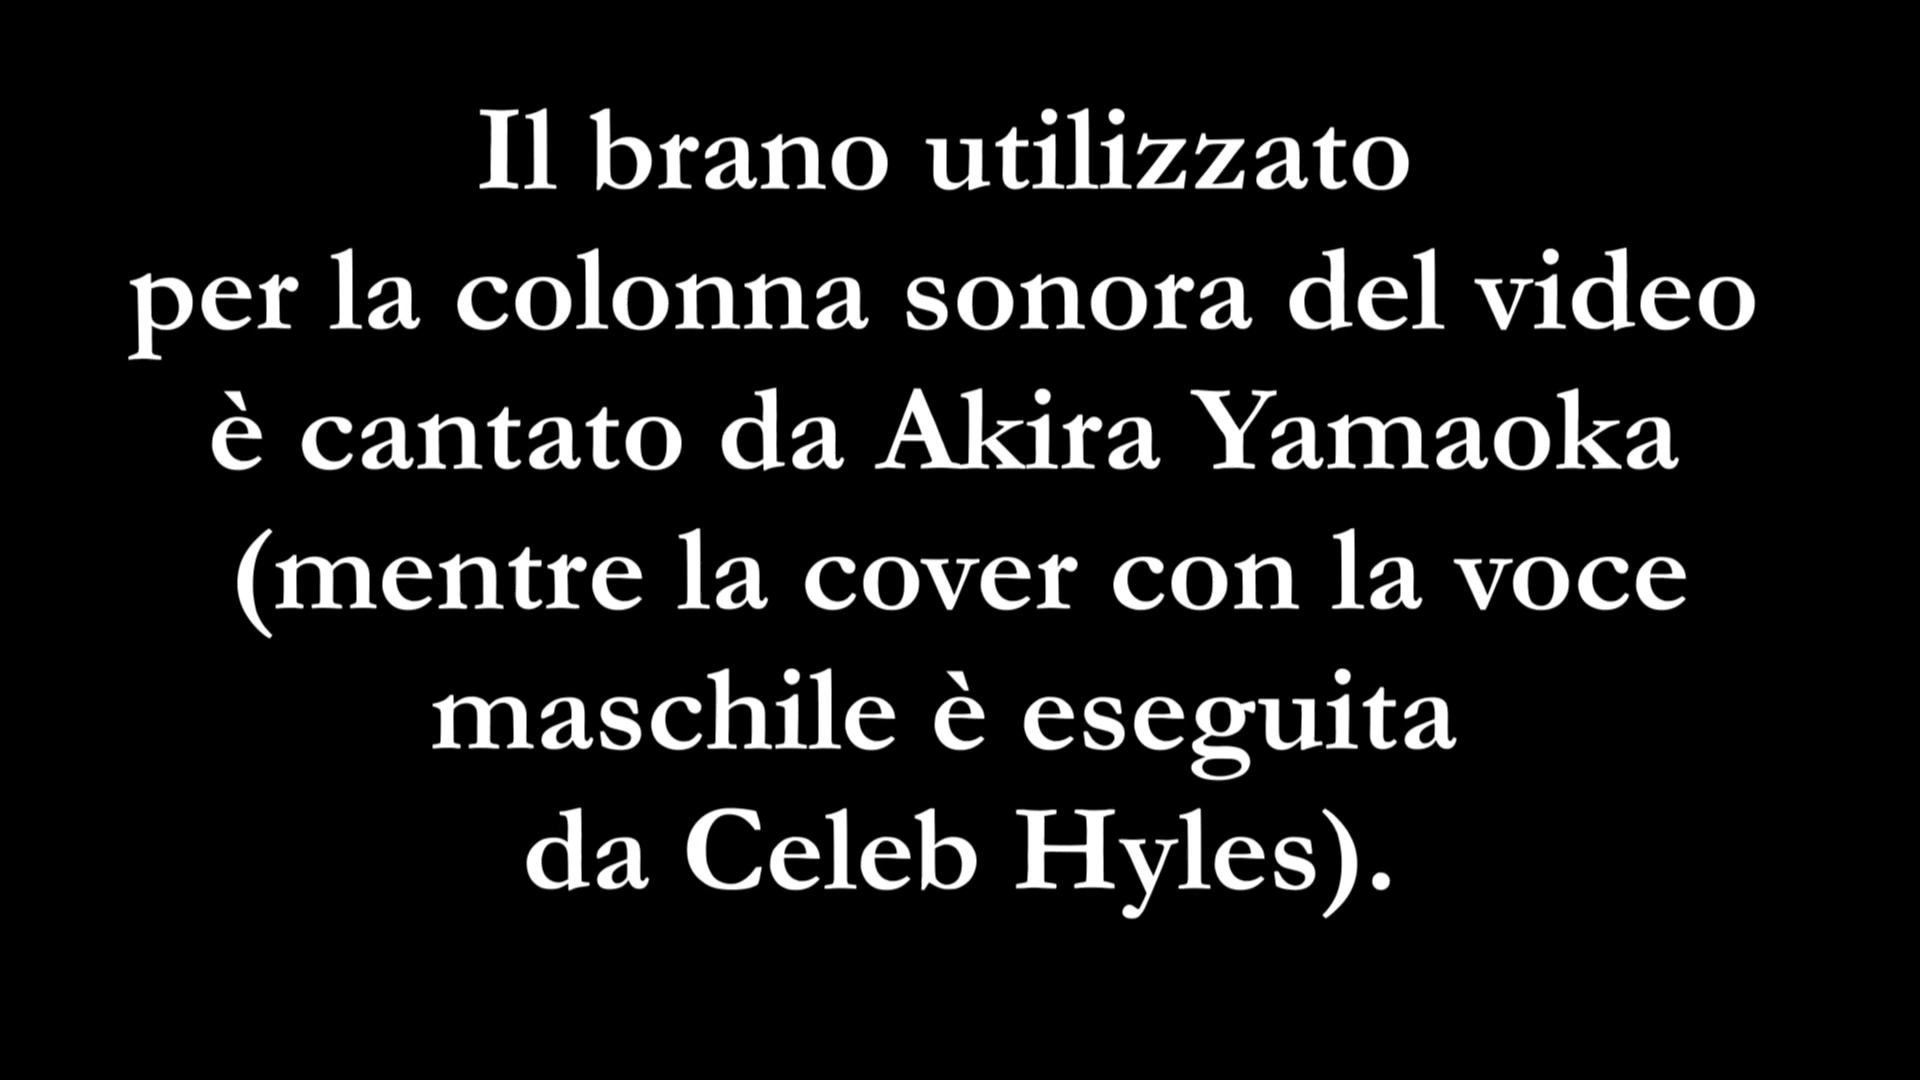 Il brano utilizzato
per la colonna sonora del video
è cantato da Akira Yamaoka
(mentre la cover con la voce
maschile è eseguita
da Celeb Hyles).